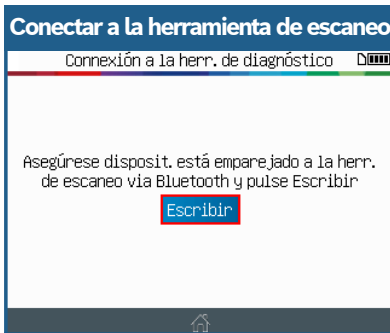 Conectar a la herramienta de escaneo
Connexión a la herr. de diagnóstico
Asegúrese disposit. está emparejado a la herr.
de escaneo via Bluetooth y pulse Escribir
Escribir